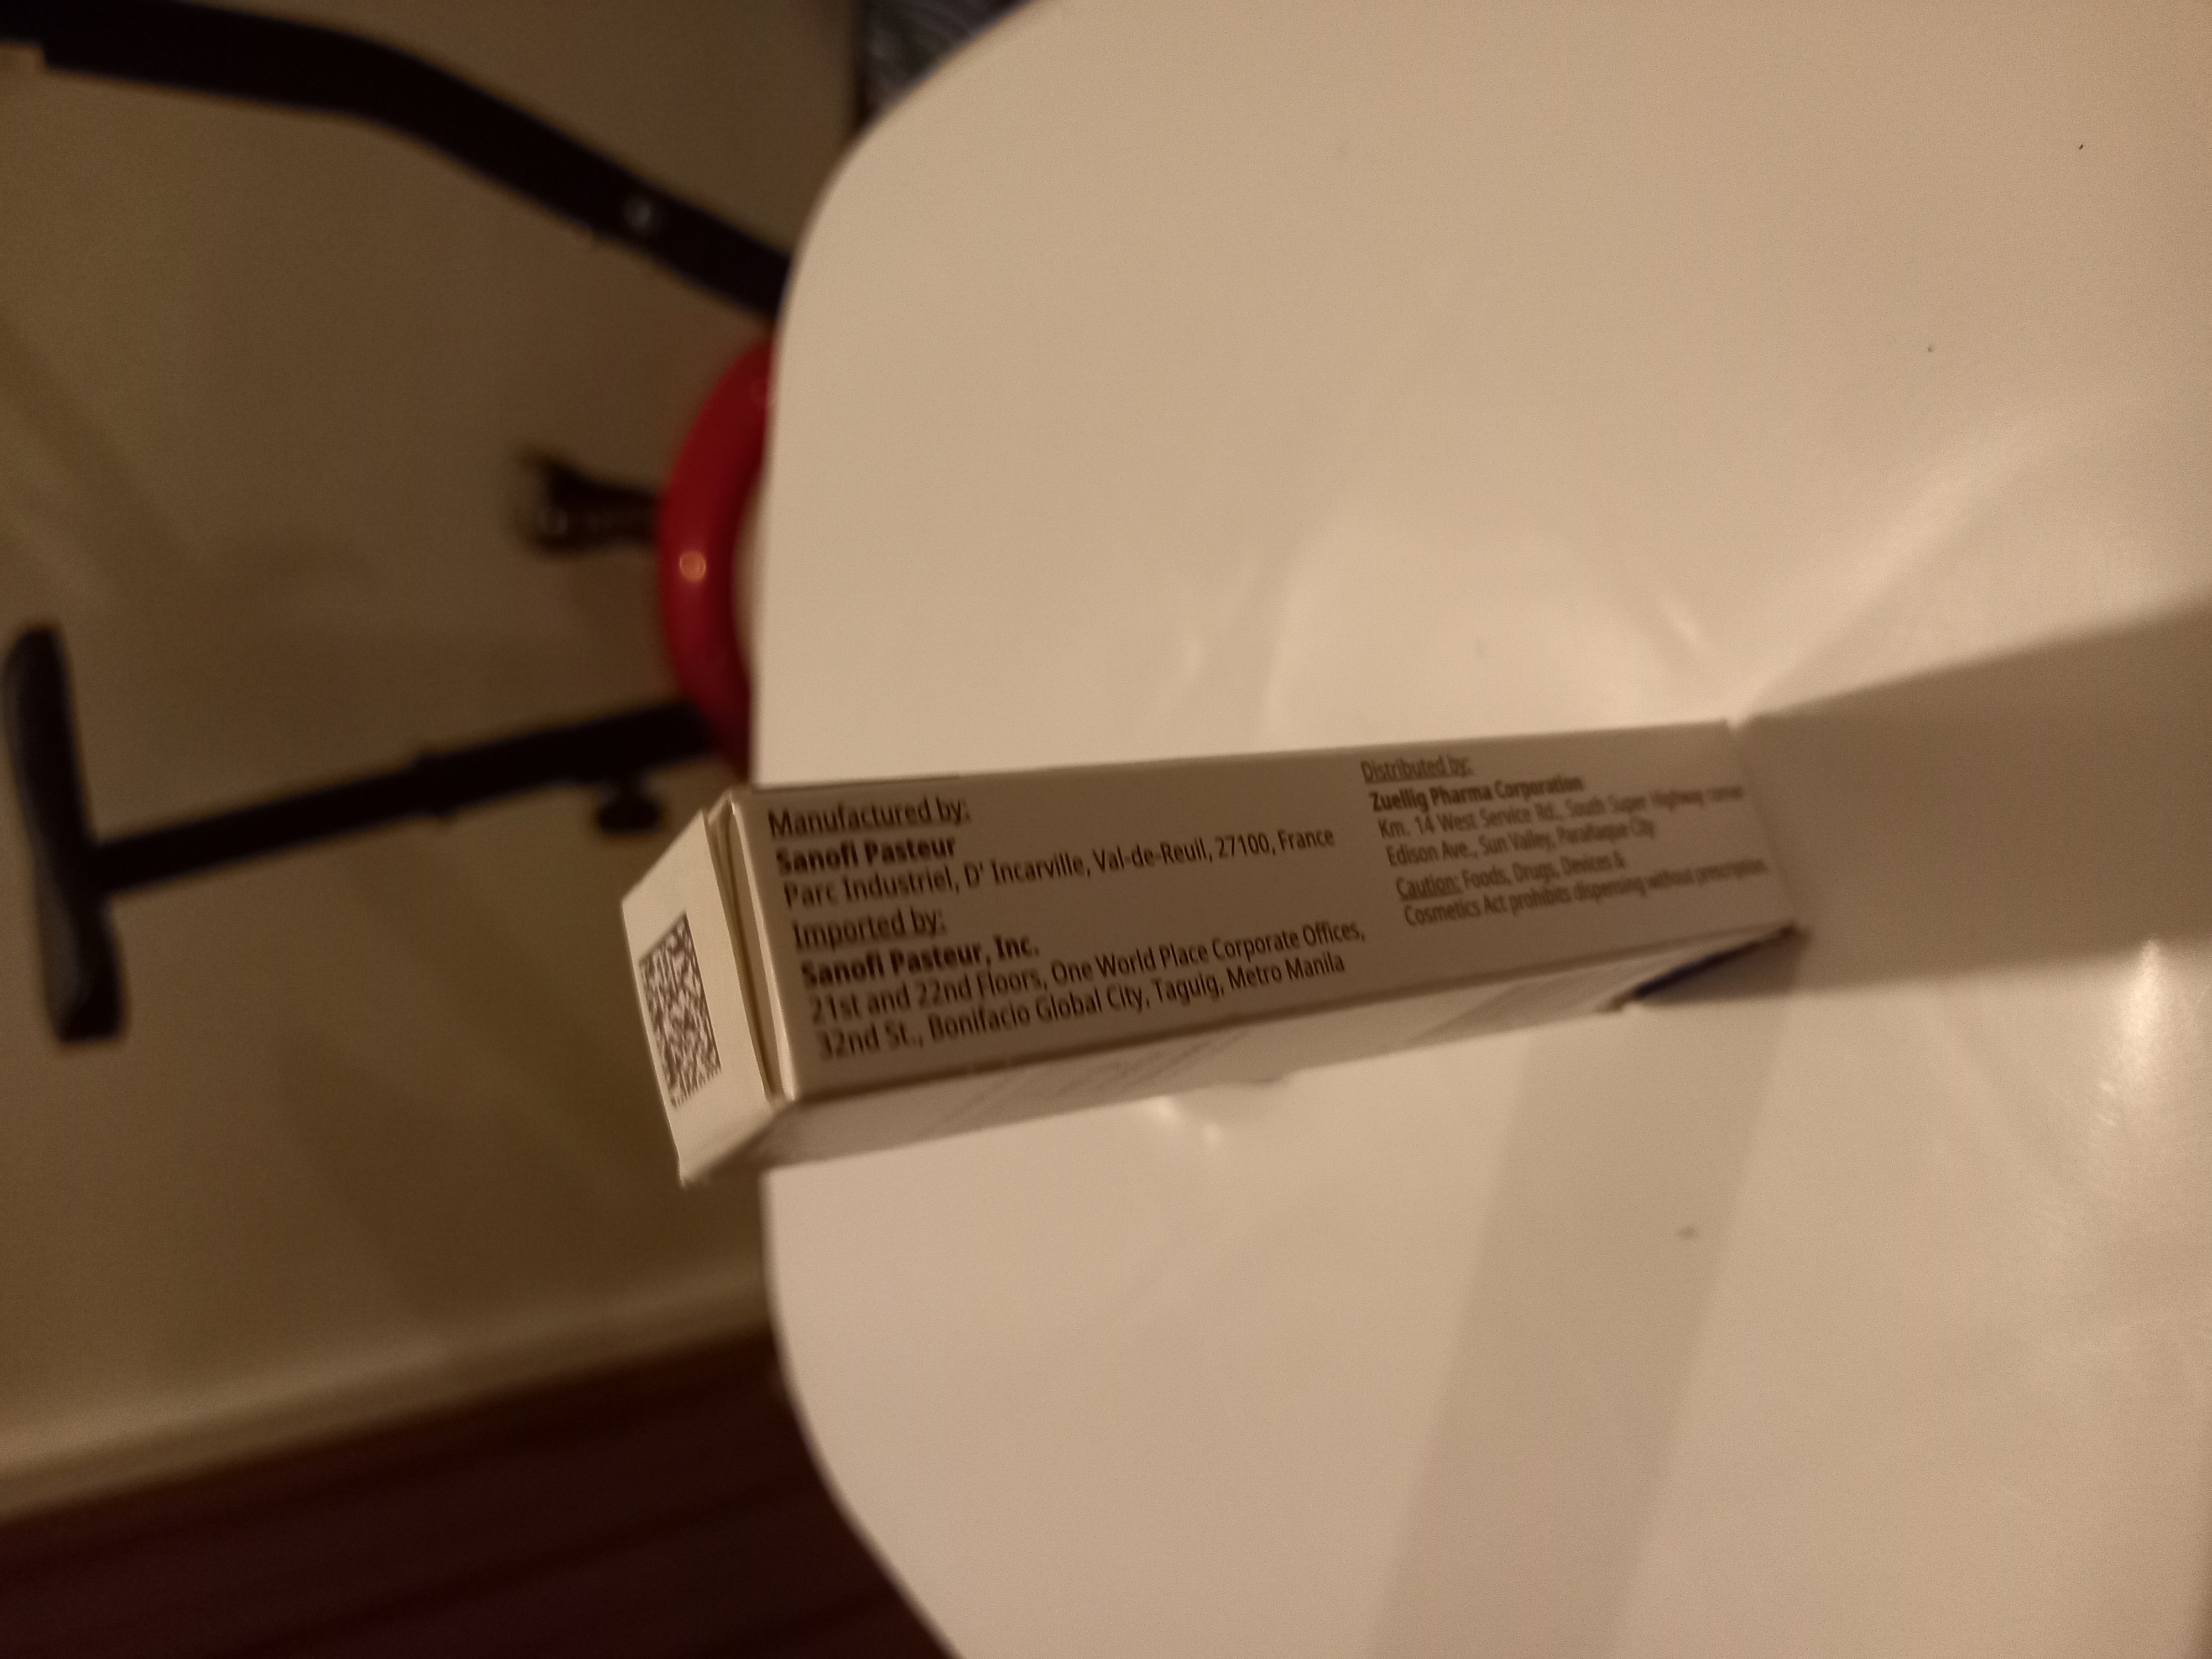 Manufactured by:
Sanofi Pasteur
Parc Industriel, D' Incarville, Val-de-Reuil, 27100, France
Imported by:
Sanofi Pasteur, Inc.
21st and 22nd Floors, One World Place Corporate Offices,
32nd St., Bonifacio Global City, Taguig, Metro Manila
Distributed by:
Zuellig Pharma Corporation
Km. 14 West Service Rd., South Super Highway corner
Edison Ave., Sun Valley, Parañaque City
Caution: Foods, Drugs, Devices &
Cosmetics Act prohibits dispensing without prescription